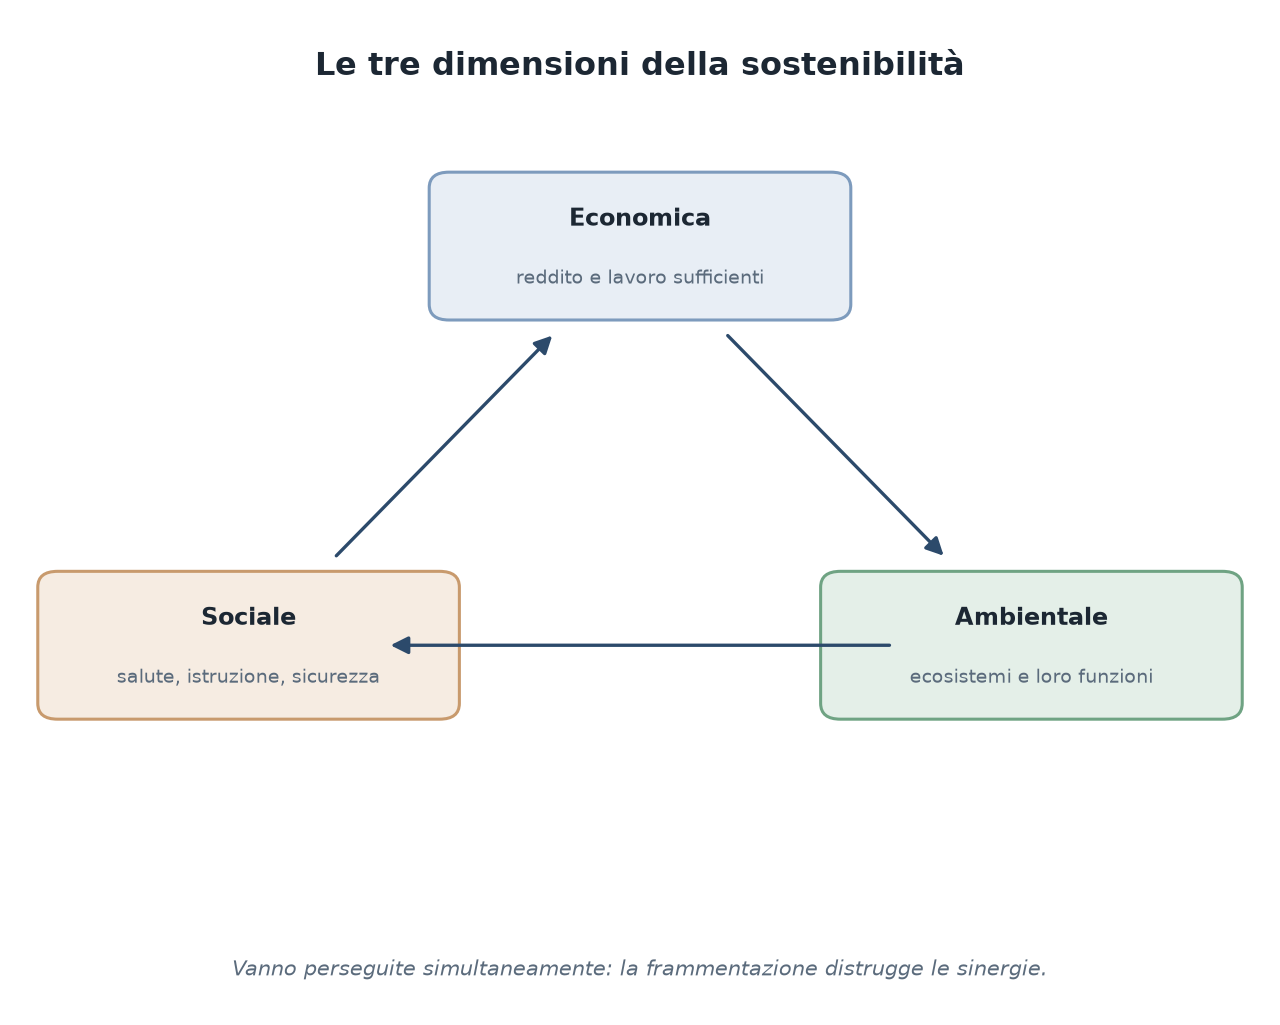 Le tre dimensioni della sostenibilità
Economica
reddito e lavoro sufficienti
Sociale
salute, istruzione, sicurezza
Ambientale
ecosistemi e loro funzioni
Vanno perseguite simultaneamente: la frammentazione distrugge le sinergie.